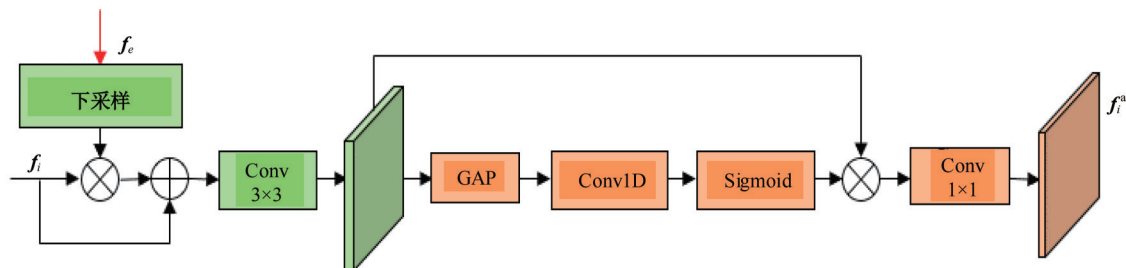 f_e
下采样
f_i
Conv
3×3
GAP
Conv1D
Sigmoid
Conv
1×1
f_i^a